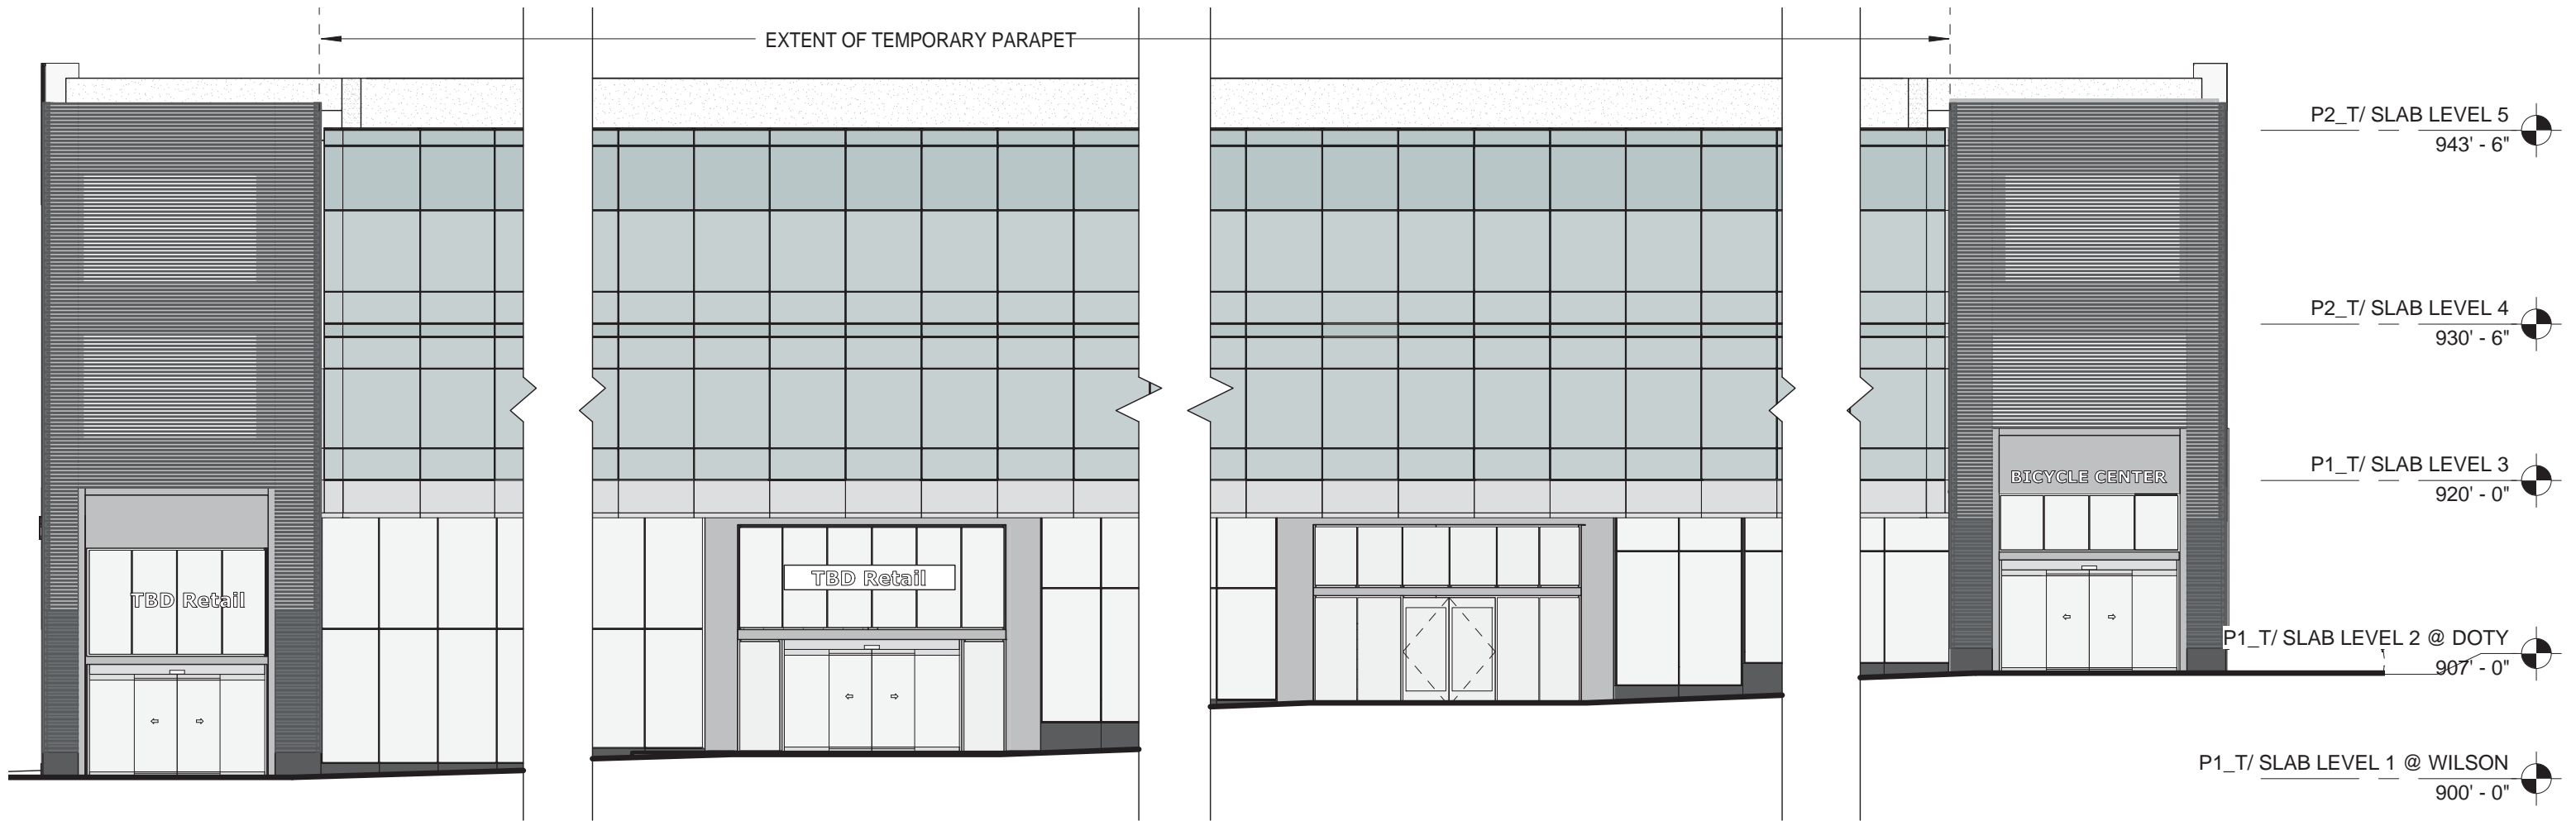 EXTENT OF TEMPORARY PARAPET
P2_T/ SLAB LEVEL 5
943' - 6"
P2_T/ SLAB LEVEL 4
930' - 6"
P1_T/ SLAB LEVEL 3
920' - 0"
BICYCLE CENTER
TBD Retail
TBD Retail
P1_T/ SLAB LEVEL 2 @ DOTY
907' - 0"
P1_T/ SLAB LEVEL 1 @ WILSON
900' - 0"